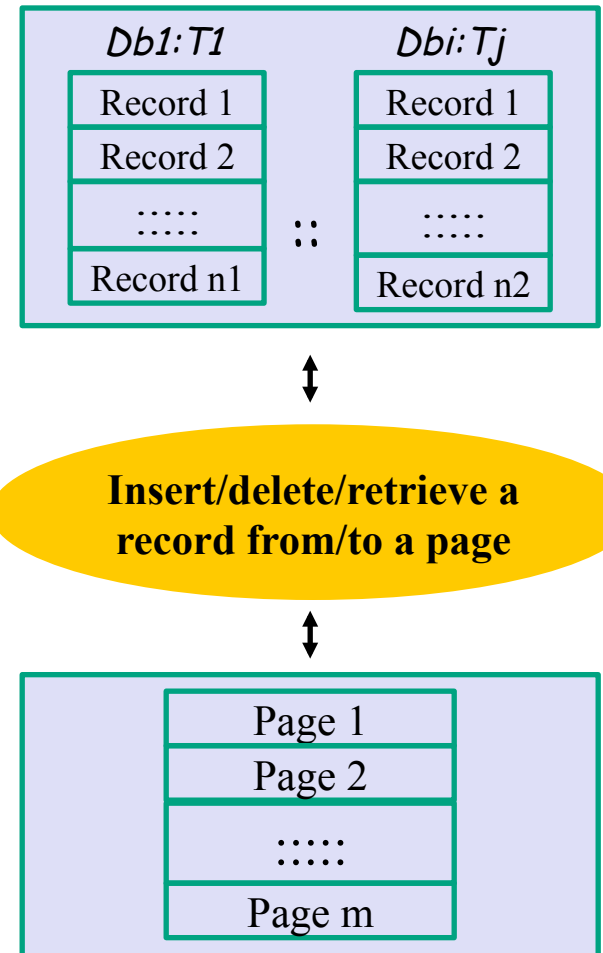 Db1:T1
Dbi:Tj
Record 1
Record 1
Record 2
Record 2
:::::
:::::
::
Record n1
Record n2
Insert/delete/retrieve a
record from/to a page
Page 1
Page 2
:::::
Page m